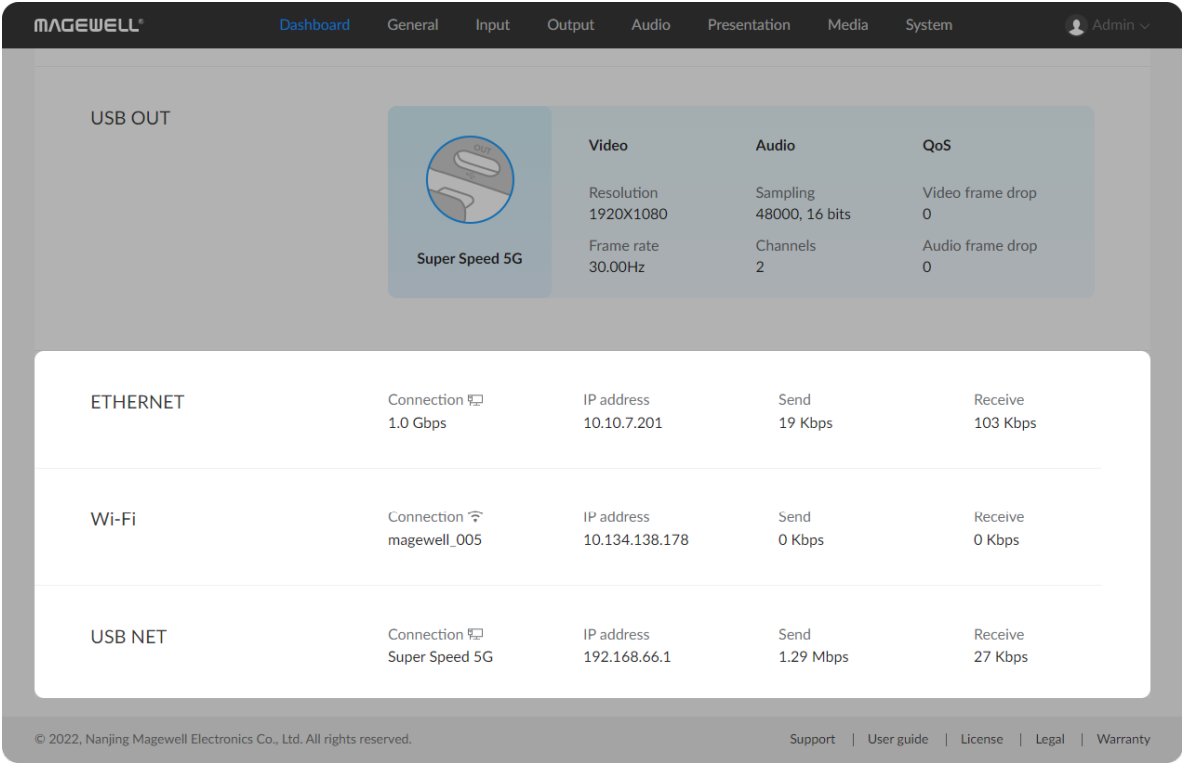 MAGEWELL® Dashboard General Input Output Audio Presentation Media System Admin
USB OUT
OUT
Super Speed 5G
Video Audio QoS
Resolution Sampling Video frame drop
1920X1080 48000, 16 bits 0
Frame rate Channels Audio frame drop
30.00Hz 2 0
ETHERNET
Connection IP address Send Receive
1.0 Gbps 10.10.7.201 19 Kbps 103 Kbps
Wi-Fi
Connection IP address Send Receive
magewell_005 10.134.138.178 0 Kbps 0 Kbps
USB NET
Connection IP address Send Receive
Super Speed 5G 192.168.66.1 1.29 Mbps 27 Kbps
© 2022, Nanjing Magewell Electronics Co., Ltd. All rights reserved. Support | User guide | License | Legal | Warranty